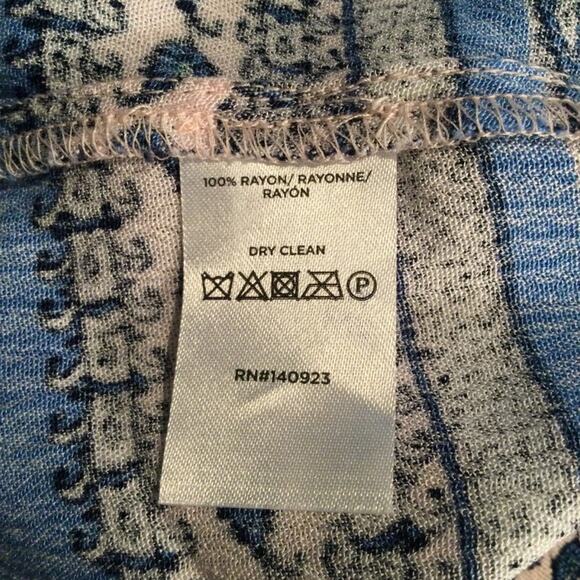 100% RAYON/ RAYONNE/
RAYÓN
DRY CLEAN
P
RN#140923